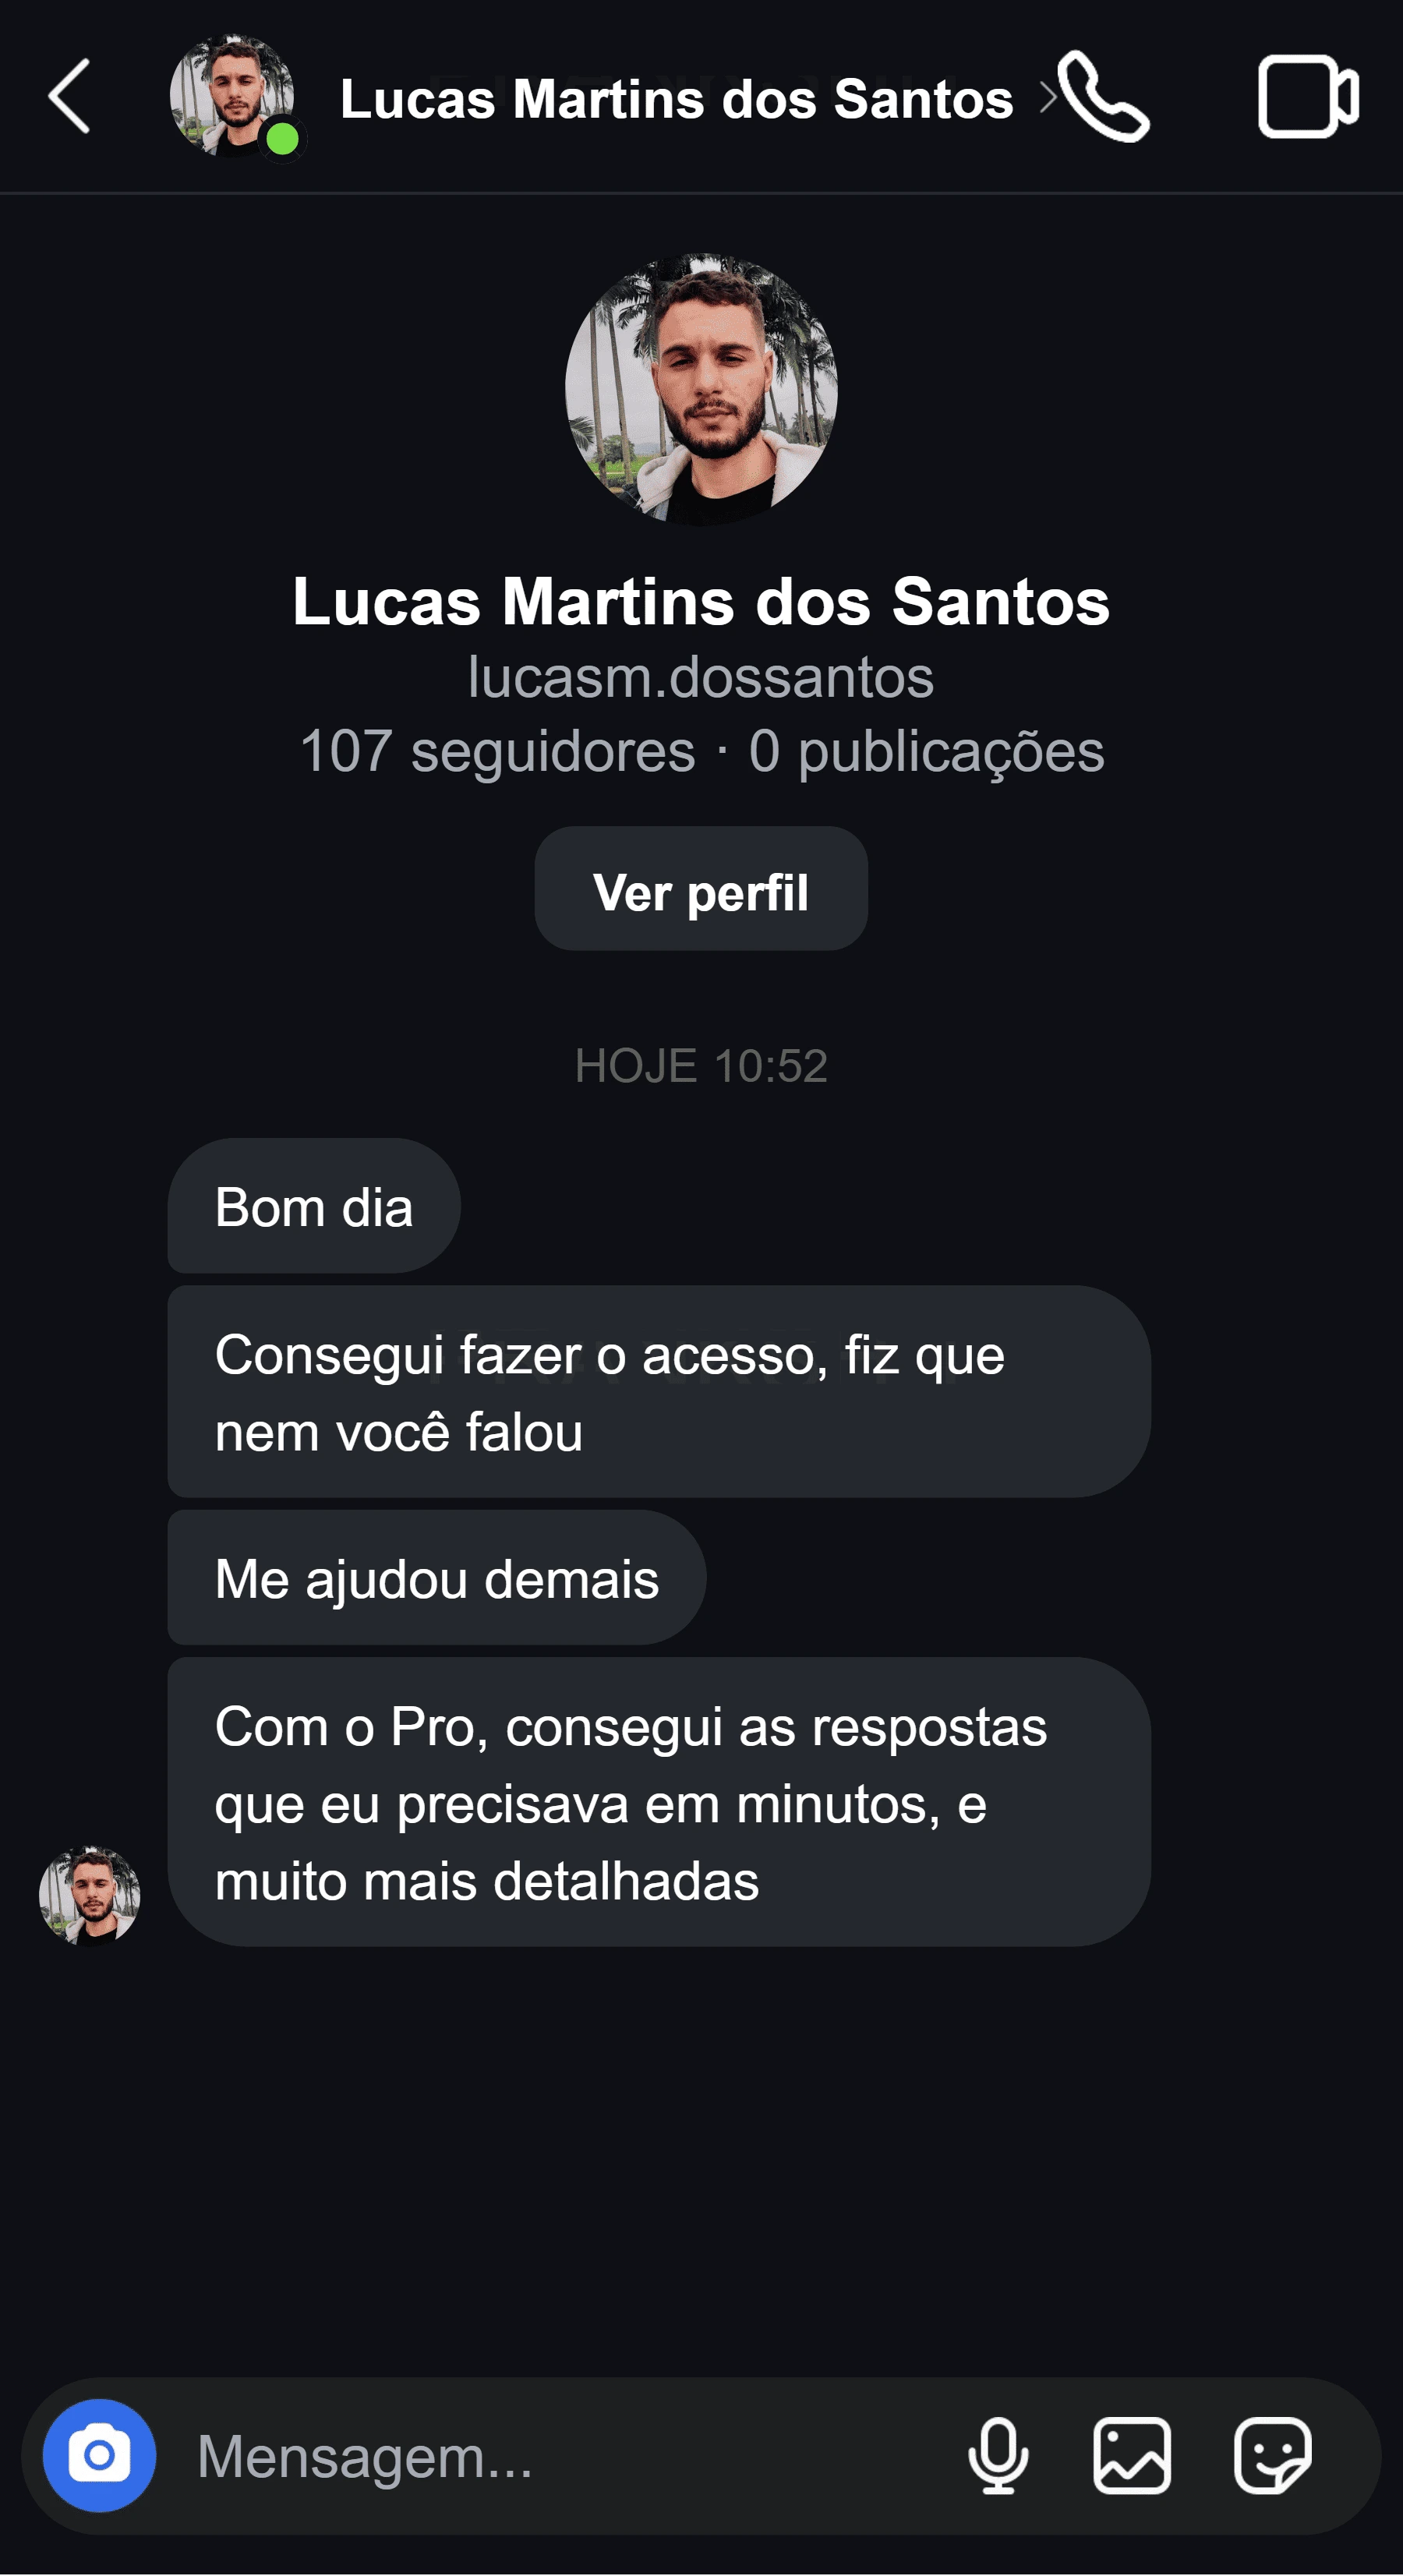 Lucas Martins dos Santos
Lucas Martins dos Santos
lucasm.dossantos
107 seguidores · 0 publicações
Ver perfil
HOJE 10:52
Bom dia
Consegui fazer o acesso, fiz que
nem você falou
Me ajudou demais
Com o Pro, consegui as respostas
que eu precisava em minutos, e
muito mais detalhadas
Mensagem...